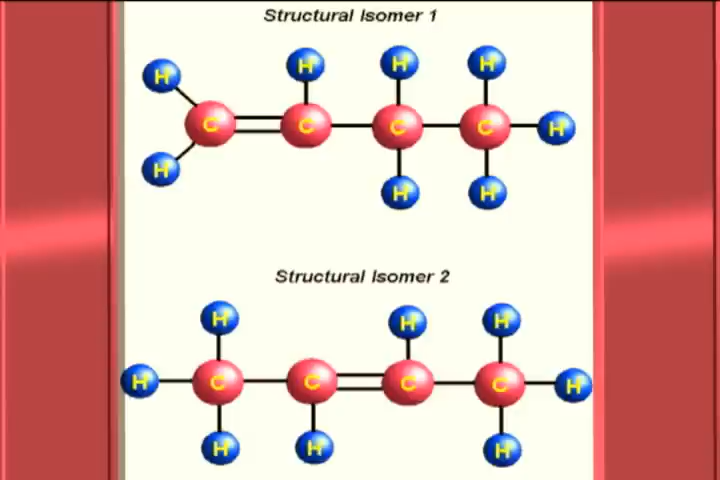 Structural Isomer 1
H H H H
C C C C H
H H H
Structural Isomer 2
H H H
H C C C C H
H H H